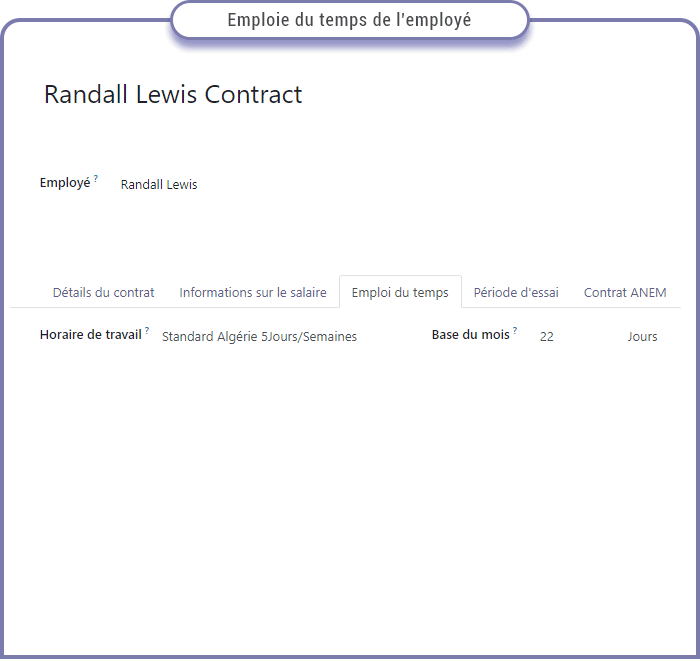 Emploie du temps de l'employé
Randall Lewis Contract
Employé ? Randall Lewis
Détails du contrat Informations sur le salaire Emploi du temps Période d'essai Contrat ANEM
Horaire de travail ? Standard Algérie 5Jours/Semaines Base du mois ? 22 Jours